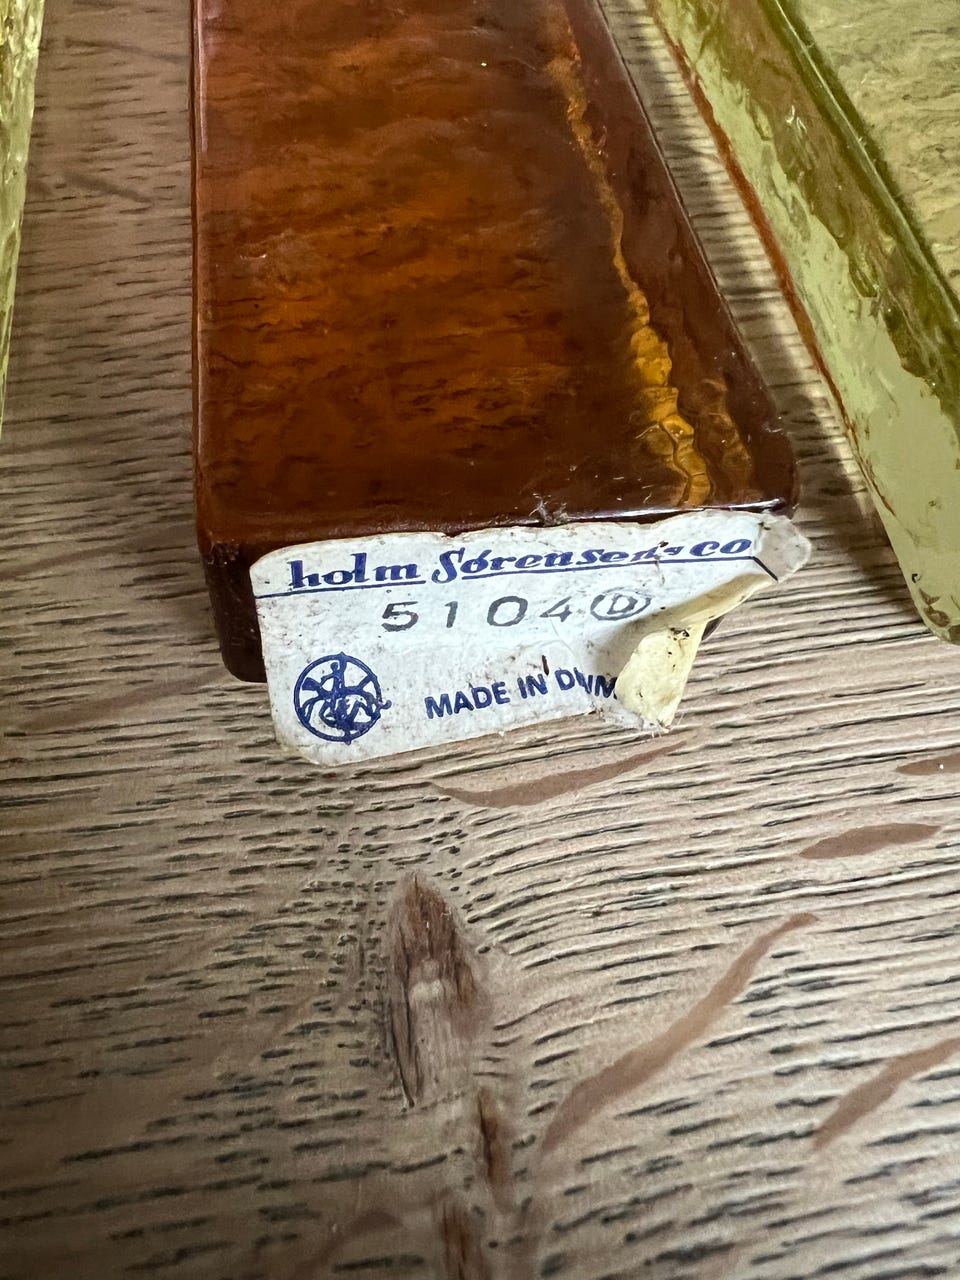 holm Sørensen & co
5104 Ⓓ
MADE IN